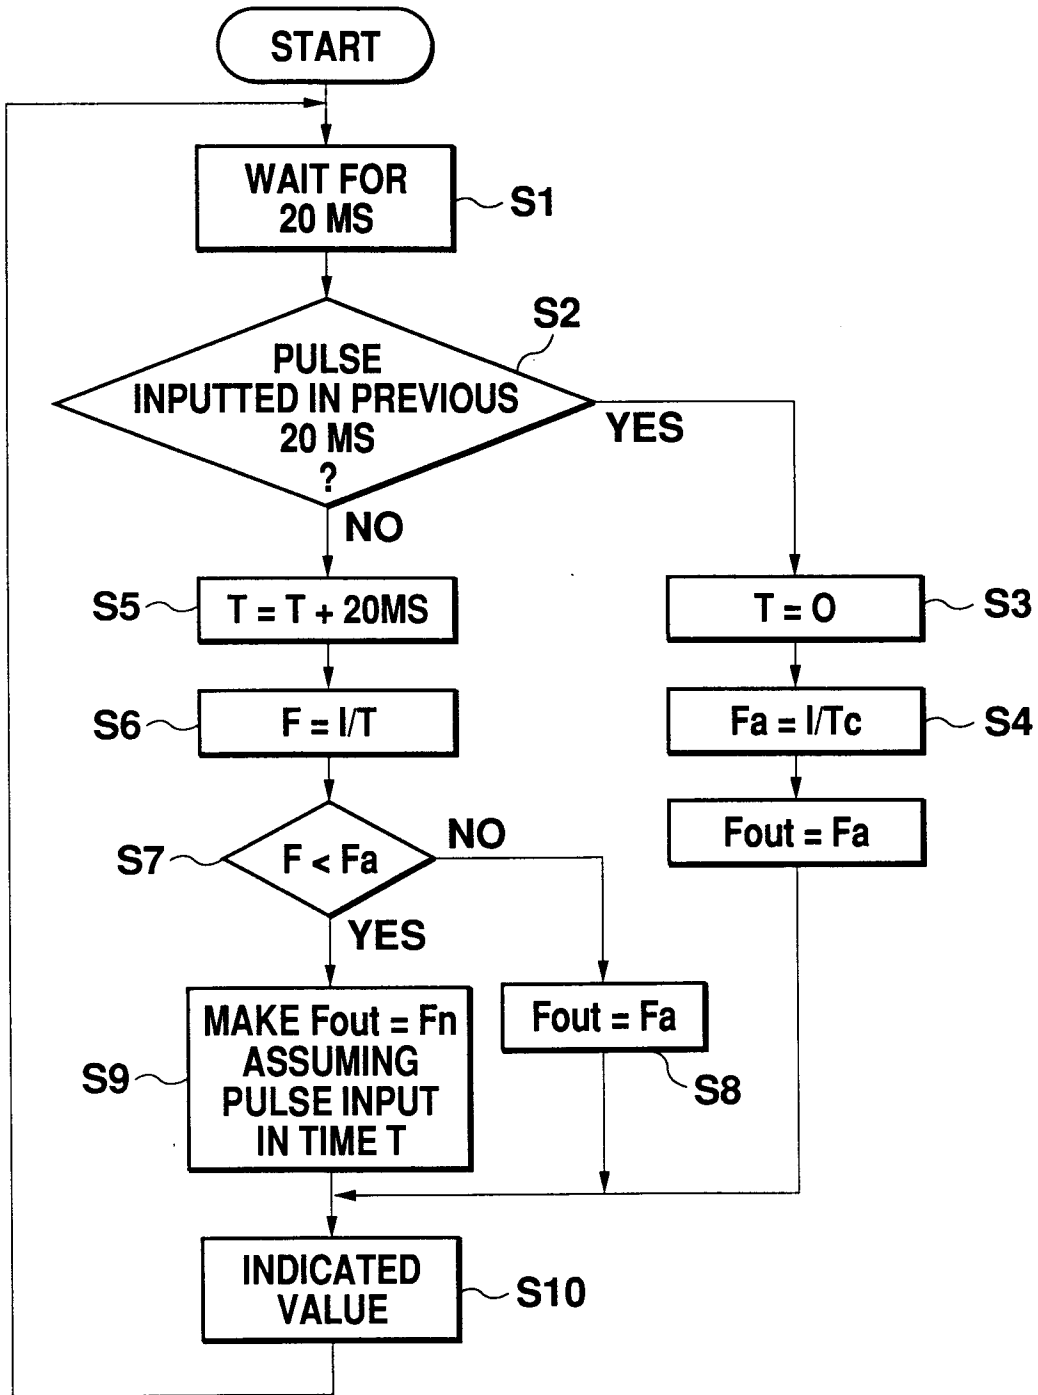 START
WAIT FOR
20 MS
S1
S2
PULSE
INPUTTED IN PREVIOUS
20 MS
?
YES
NO
S5
T = T + 20MS
T = O
S3
S6
F = I/T
Fa = I/Tc
S4
Fout = Fa
S7
F < Fa
NO
YES
MAKE Fout = Fn
ASSUMING
PULSE INPUT
IN TIME T
S9
Fout = Fa
S8
INDICATED
VALUE
S10